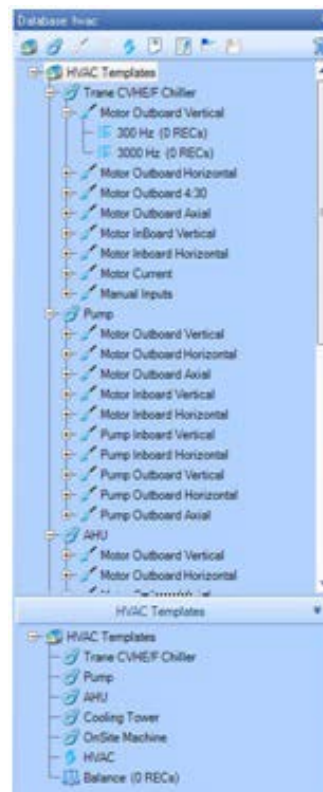 Database hvac
HVAC Templates
Trane CVHE/F Chiller
Motor Outboard Vertical
300 Hz (0 RECs)
3000 Hz (0 RECs)
Motor Outboard Horizontal
Motor Outboard 4:30
Motor Outboard Axial
Motor InBoard Vertical
Motor Inboard Horizontal
Motor Current
Manual Inputs
Pump
Motor Outboard Vertical
Motor Outboard Horizontal
Motor Outboard Axial
Motor Inboard Vertical
Motor Inboard Horizontal
Pump Inboard Vertical
Pump Inboard Horizontal
Pump Outboard Vertical
Pump Outboard Horizontal
Pump Outboard Axial
AHU
Motor Outboard Vertical
Motor Outboard Horizontal
HVAC Templates
HVAC Templates
Trane CVHE/F Chiller
Pump
AHU
Cooling Tower
OnSite Machine
HVAC
Balance (0 RECs)